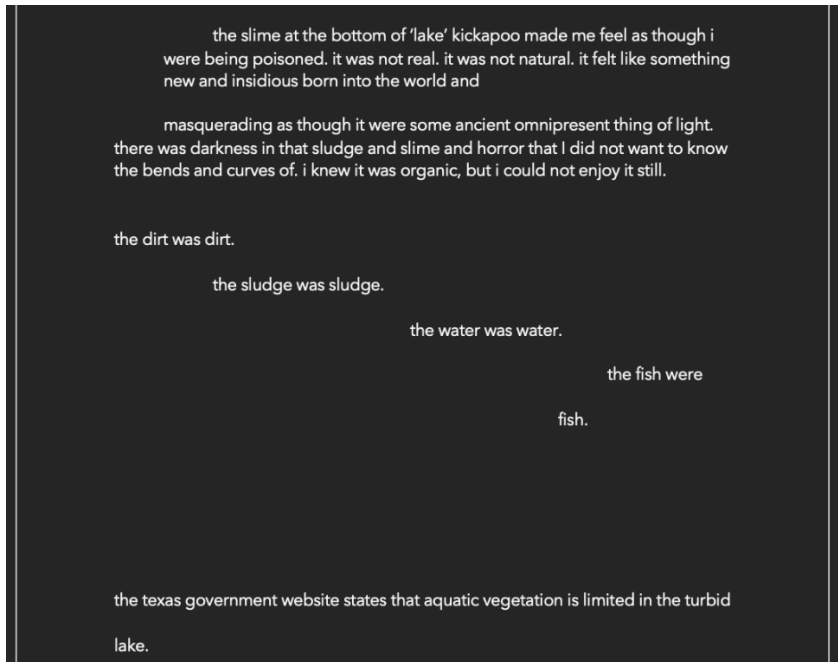 the slime at the bottom of ‘lake’ kickapoo made me feel as though i
were being poisoned. it was not real. it was not natural. it felt like something
new and insidious born into the world and
masquerading as though it were some ancient omnipresent thing of light.
there was darkness in that sludge and slime and horror that I did not want to know
the bends and curves of. i knew it was organic, but i could not enjoy it still.
the dirt was dirt.
the sludge was sludge.
the water was water.
the fish were
fish.
the texas government website states that aquatic vegetation is limited in the turbid
lake.